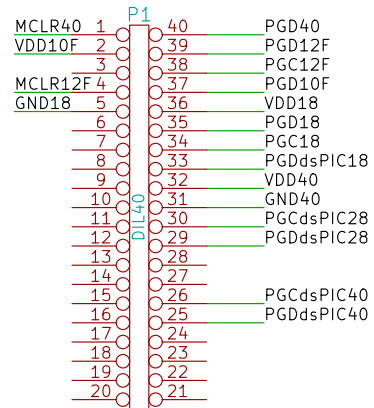 P1
MCLR40 1 40 PGD40
VDD10F 2 39 PGD12F
3 38 PGC12F
MCLR12F 4 37 PGD10F
GND18 5 36 VDD18
6 35 PGD18
7 34 PGC18
8 33 PGDdsPIC18
9 32 VDD40
10 31 GND40
11 30 PGCdsPIC28
12 29 PGDdsPIC28
13 28
14 27
15 26 PGCdsPIC40
16 25 PGDdsPIC40
17 24
18 23
19 22
20 21
DIL40